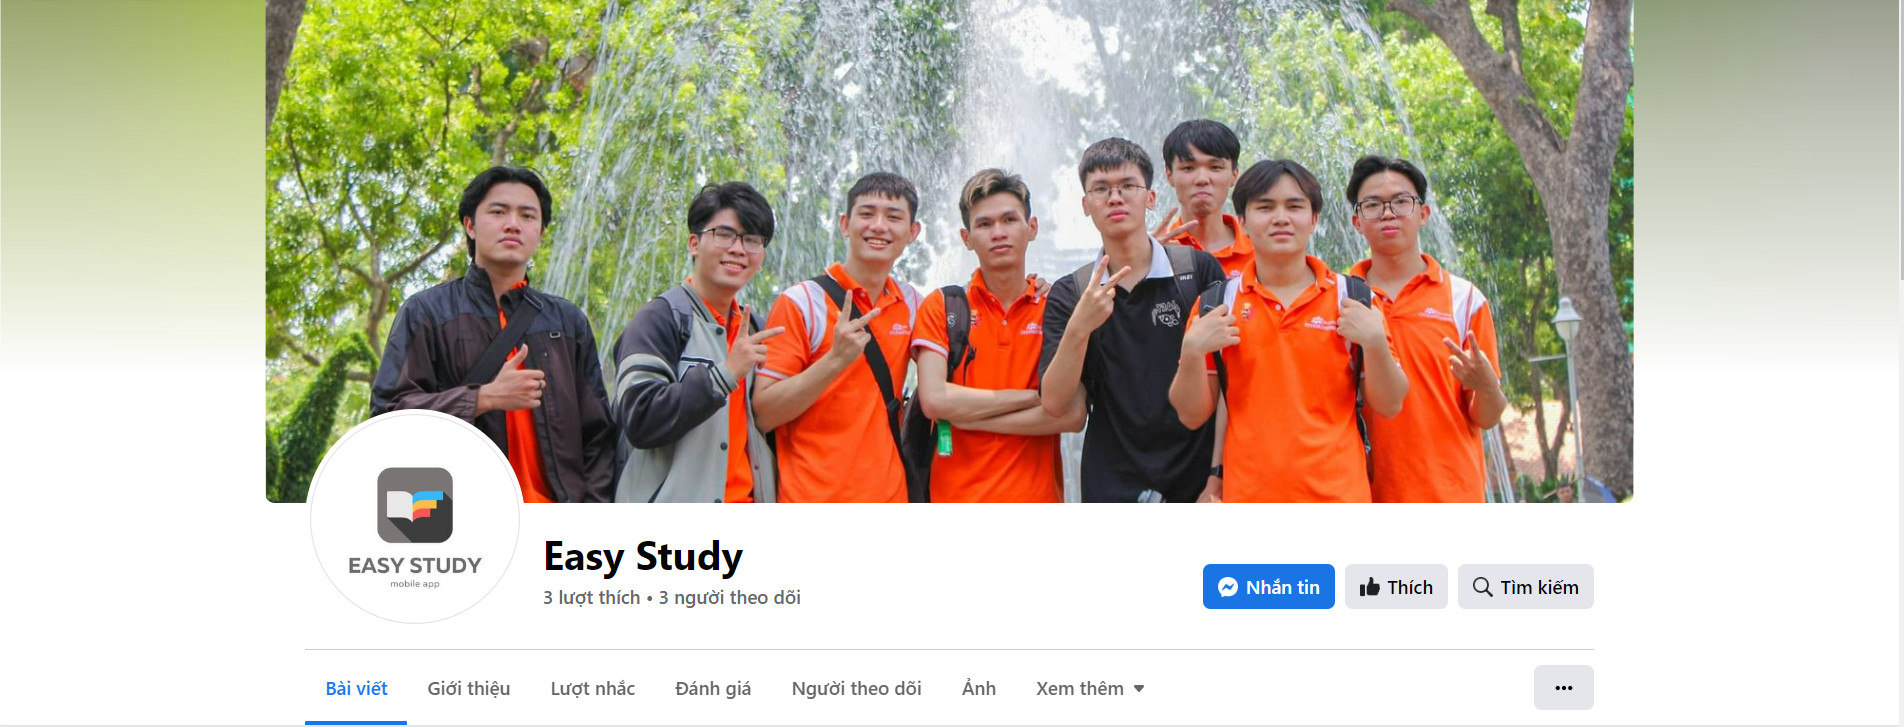 EASY STUDY
mobile app
Easy Study
3 lượt thích • 3 người theo dõi
Nhắn tin
Thích
Tìm kiếm
Bài viết
Giới thiệu
Lượt nhắc
Đánh giá
Người theo dõi
Ảnh
Xem thêm